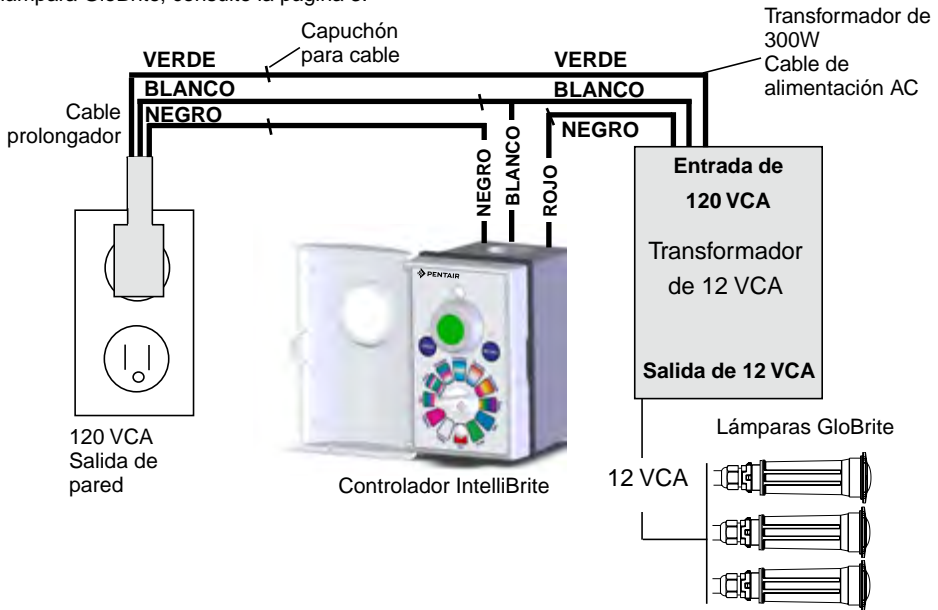 lámpara GloBrite, consulte la página
Capuchón
para cable
Transformador de
300W
Cable de
alimentación AC
VERDE
VERDE
BLANCO
BLANCO
Cable
prolongador
NEGRO
NEGRO
NEGRO
BLANCO
ROJO
Entrada de
120 VCA
Transformador
de 12 VCA
Salida de 12 VCA
PENTAIR
120 VCA
Salida de
pared
Controlador IntelliBrite
12 VCA
Lámparas GloBrite